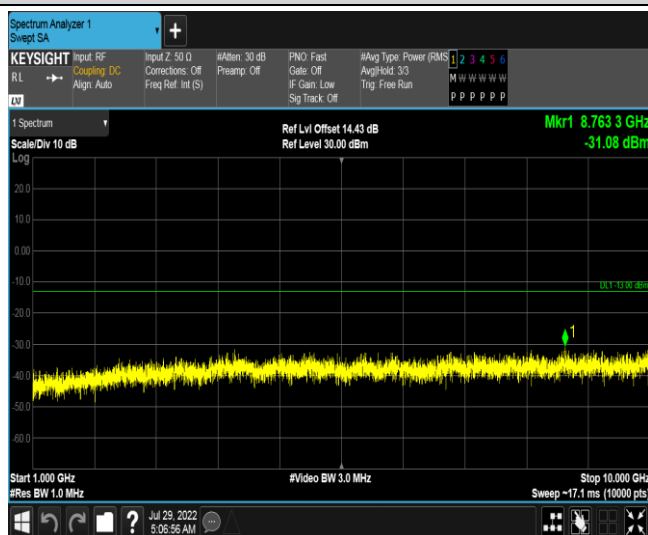 Spectrum Analyzer 1
Swept SA
+
KEYSIGHT
RL
Input: RF
Coupling: DC
Align: Auto
Input Z: 50 Ω
Corrections: Off
Freq Ref: Int (S)
#Atten: 30 dB
Preamp: Off
PNO: Fast
Gate: Off
IF Gain: Low
Sig Track: Off
#Avg Type: Power (RMS
Avg|Hold: 3/3
Trig: Free Run
1 2 3 4 5 6
M W W W W W
P P P P P P
LXI
1 Spectrum
Scale/Div 10 dB
Log
Ref Lvl Offset 14.43 dB
Ref Level 30.00 dBm
Mkr1 8.763 3 GHz
-31.08 dBm
20.0
10.0
0.00
-10.0
DL1 -13.00 dBm
-20.0
-30.0
1
-40.0
-50.0
-60.0
Start 1.000 GHz
#Res BW 1.0 MHz
#Video BW 3.0 MHz
Stop 10.000 GHz
Sweep ~17.1 ms (10000 pts)
?
Jul 29, 2022
5:06:56 AM